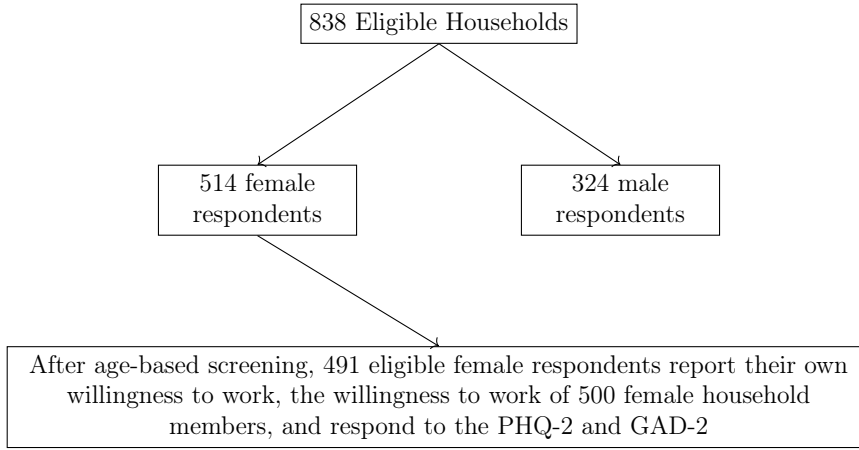 838 Eligible Households
514 female
respondents
324 male
respondents
After age-based screening, 491 eligible female respondents report their own
willingness to work, the willingness to work of 500 female household
members, and respond to the PHQ-2 and GAD-2